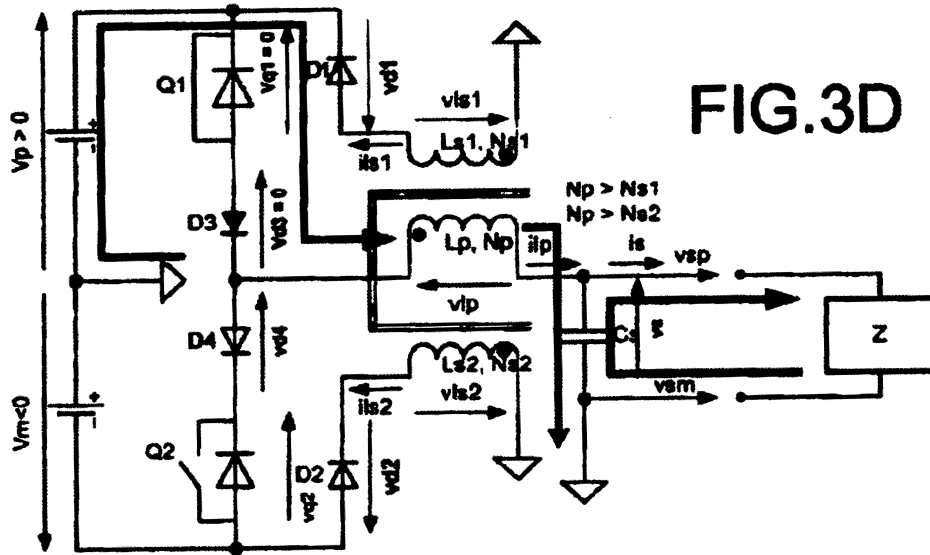 FIG.3D
Vp > 0
+
-
Q1
Vq1 = 0
D1
vd1
vls1
ils1
Ls1, Ns1
Np > Ns1
Np > Ns2
D3
Vd3 = 0
Lp, Np
ilp
is
vsp
vlp
D4
vd4
Cs
vs
Z
Ls2, Ns2
Vm<0
+
-
ils2
vls2
vsm
Q2
vq2
D2
vd2